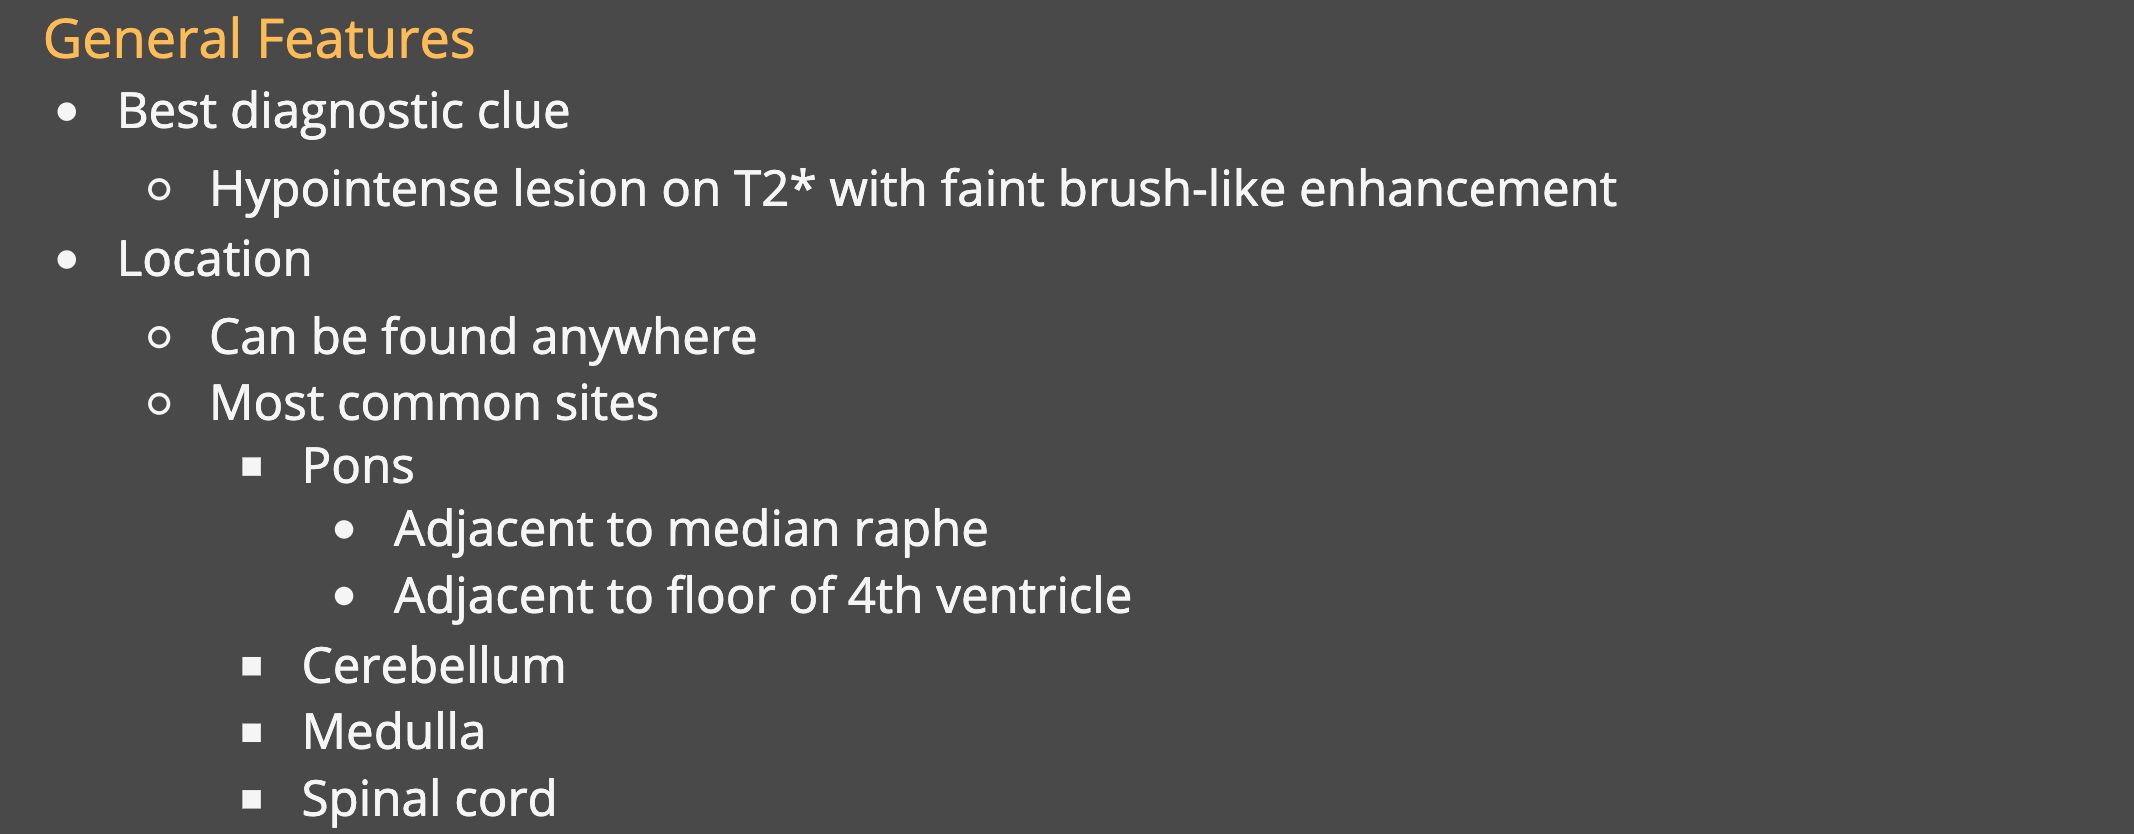 General Features
• Best diagnostic clue
○ Hypointense lesion on T2* with faint brush-like enhancement
• Location
○ Can be found anywhere
○ Most common sites
■ Pons
• Adjacent to median raphe
• Adjacent to floor of 4th ventricle
■ Cerebellum
■ Medulla
■ Spinal cord